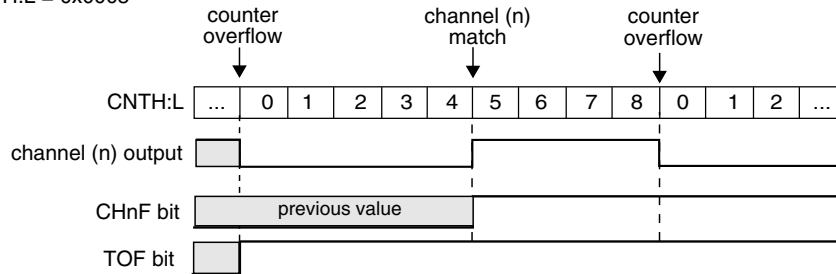 counter overflow
channel (n) match
counter overflow
CNTH:L ... 0 1 2 3 4 5 6 7 8 0 1 2 ...
channel (n) output
CHnF bit previous value
TOF bit